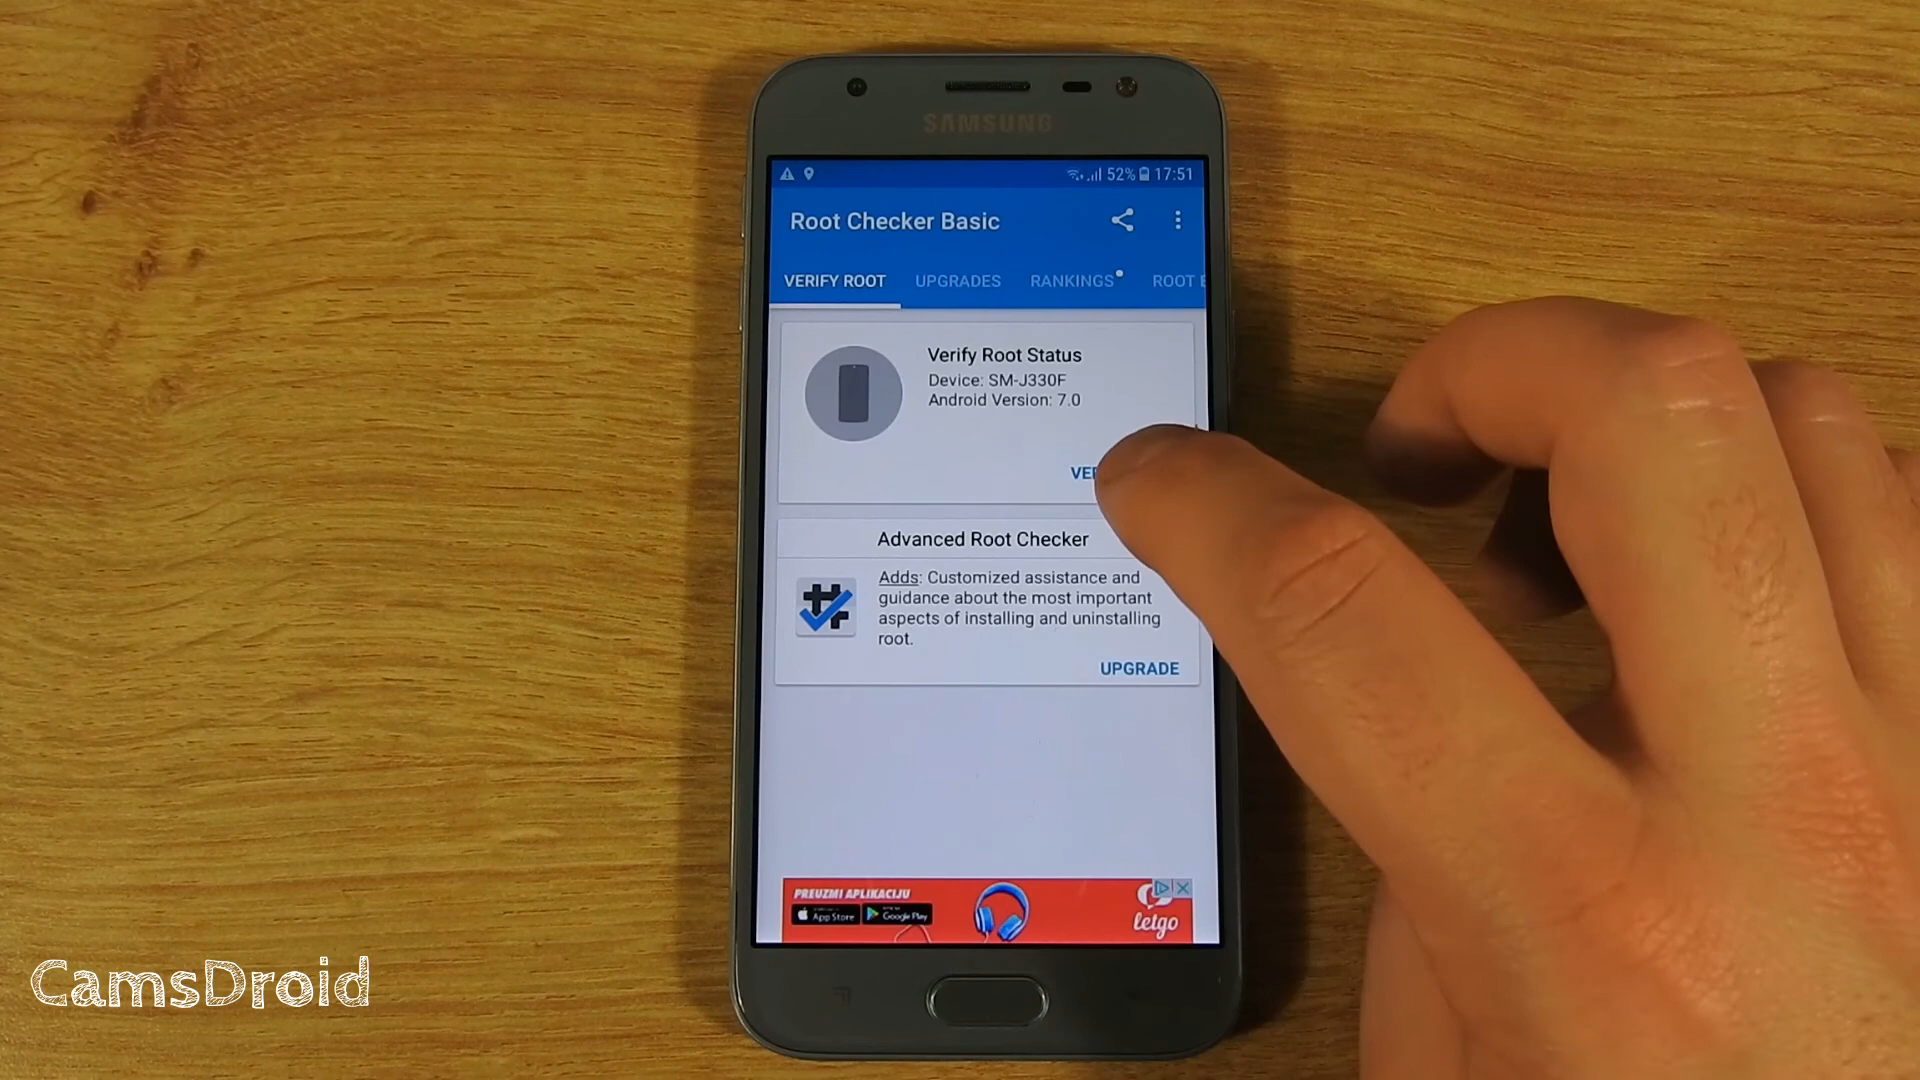 SAMSUNG
52% 17:51
Root Checker Basic
VERIFY ROOT UPGRADES RANKINGS ROOT
Verify Root Status
Device: SM-J330F
Android Version: 7.0
Advanced Root Checker
Adds: Customized assistance and
guidance about the most important
aspects of installing and uninstalling
root.
UPGRADE
PREUZMI APLIKACIJU
App Store Google Play
letgo
CamsDroid